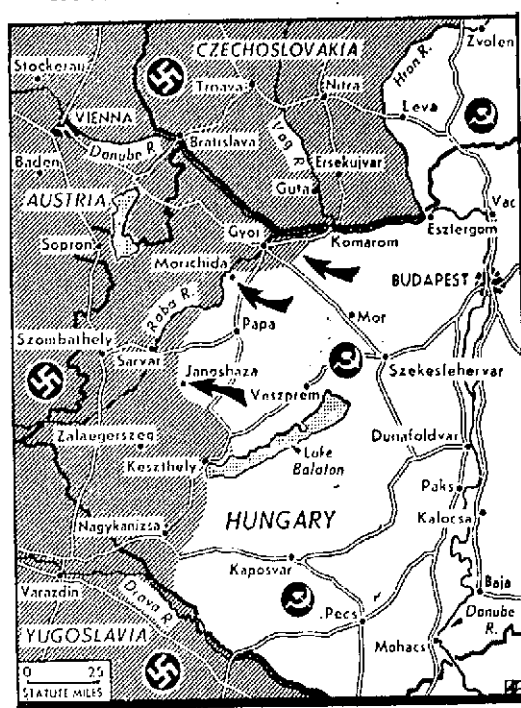 CZECHOSLOVAKIA
Zvolen
Stockerau
Hron R.
Trnava
Nitra
Leva
VIENNA
Danube R.
Bratislava
Vag R.
Ersekujvar
Baden
Guta
AUSTRIA
Vac
Esztergom
Gyor
Komarom
Sopron
Morichida
BUDAPEST
Raba R.
Mor
Papa
Szombathely
Sarvar
Szekesfehervar
Janoshaza
Veszprem
Zalaegerszeg
Lake
Balaton
Dunafoldvar
Keszthely
Paks
Nagykanizsa
HUNGARY
Kalocsa
Kaposvar
Varazdin
Drava R.
Baja
Pecs
Danube
R.
YUGOSLAVIA
Mohacs
0 25
STATUTE MILES